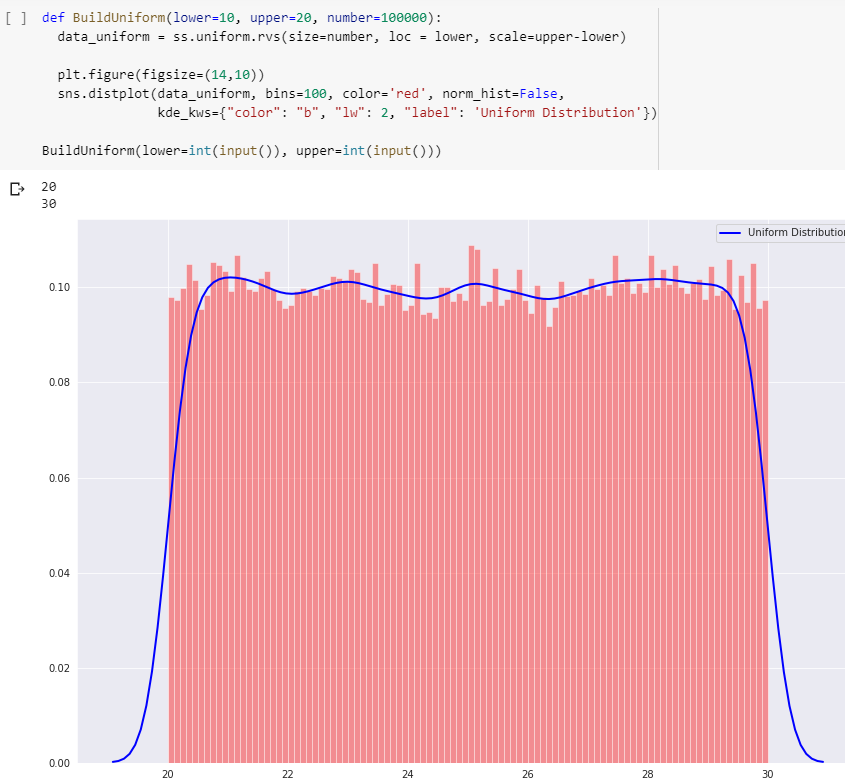 [ ] def BuildUniform(lower=10, upper=20, number=100000):
data_uniform = ss.uniform.rvs(size=number, loc = lower, scale=upper-lower)
plt.figure(figsize=(14,10))
sns.distplot(data_uniform, bins=100, color='red', norm_hist=False,
kde_kws={"color": "b", "lw": 2, "label": 'Uniform Distribution'})
BuildUniform(lower=int(input()), upper=int(input()))
20
30
Uniform Distribution
0.10
0.08
0.06
0.04
0.02
0.00
20 22 24 26 28 30